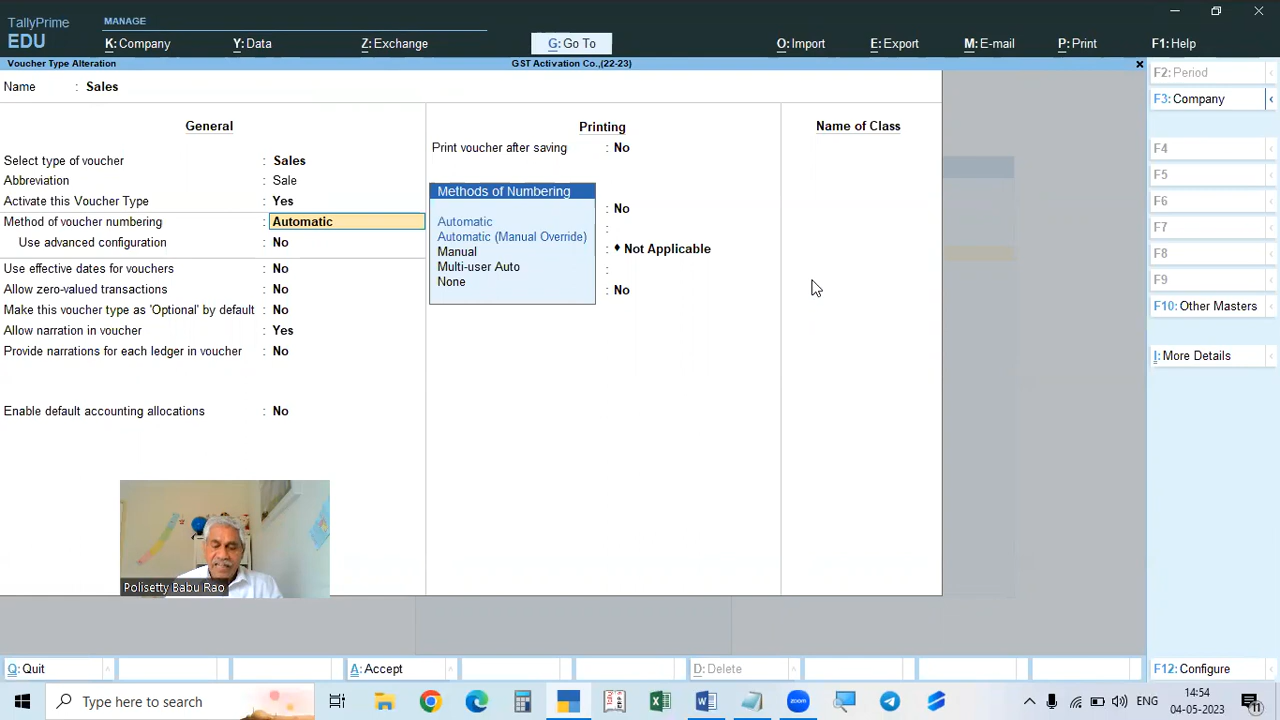 TallyPrime
EDU
MANAGE
K: Company
Y: Data
Z: Exchange
G: Go To
O: Import
E: Export
M: E-mail
P: Print
F1: Help
Voucher Type Alteration
GST Activation Co.,(22-23)
×
Name : Sales
General
Select type of voucher : Sales
Abbreviation : Sale
Activate this Voucher Type : Yes
Method of voucher numbering : Automatic
Use advanced configuration : No
Use effective dates for vouchers : No
Allow zero-valued transactions : No
Make this voucher type as 'Optional' by default : No
Allow narration in voucher : Yes
Provide narrations for each ledger in voucher : No
Enable default accounting allocations : No
Printing
Print voucher after saving : No
Methods of Numbering
Automatic
Automatic (Manual Override)
Manual
Multi-user Auto
None
: No
:
: ♦ Not Applicable
:
: No
Name of Class
F2: Period
F3: Company
F4
F5
F6
F7
F8
F9
F10: Other Masters
I: More Details
F12: Configure
Polisetty Babu Rao
Q: Quit
A: Accept
D: Delete
Type here to search
ENG
14:54
04-05-2023